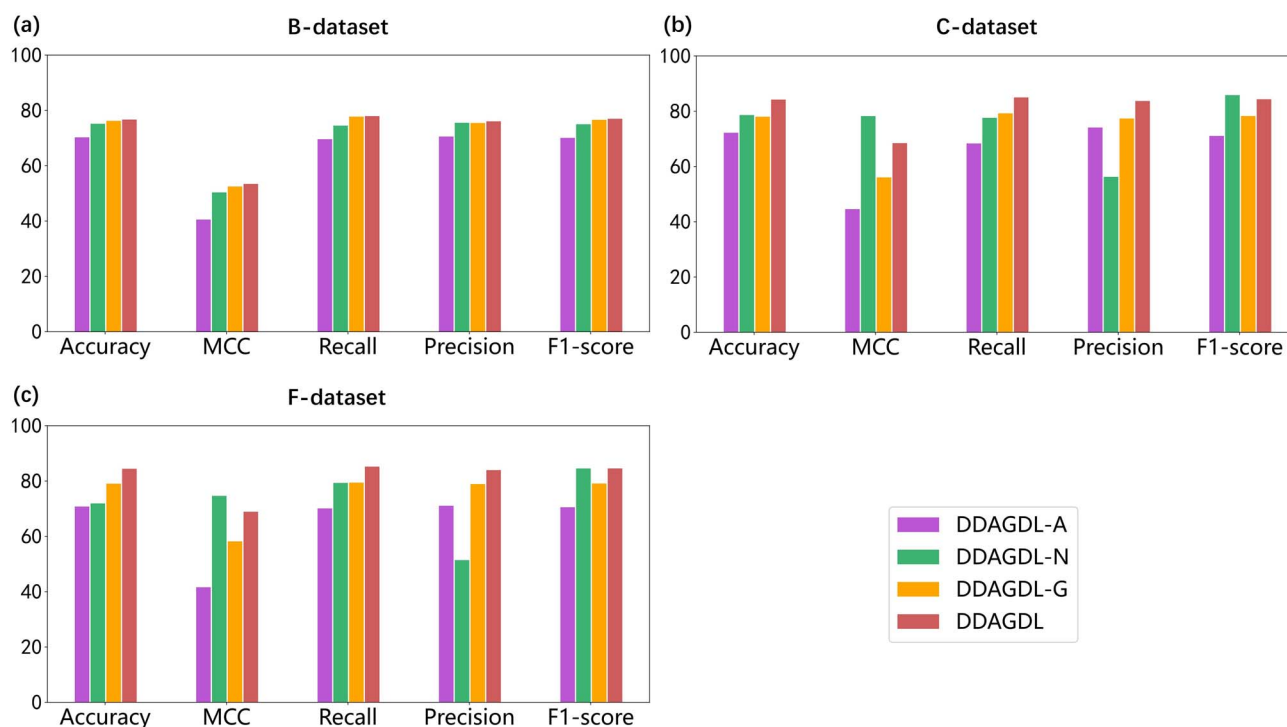 (a)
B-dataset
100
80
60
40
20
0
Accuracy MCC Recall Precision F1-score
(b)
C-dataset
100
80
60
40
20
0
Accuracy MCC Recall Precision F1-score
(c)
F-dataset
100
80
60
40
20
0
Accuracy MCC Recall Precision F1-score
DDAGDL-A
DDAGDL-N
DDAGDL-G
DDAGDL